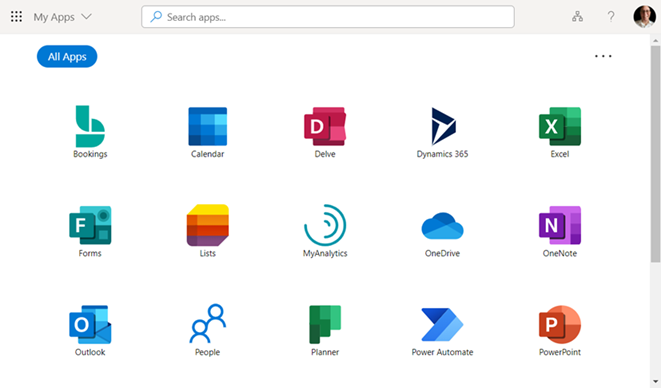 My Apps
Search apps...
?
All Apps
Bookings
Calendar
D
Delve
Dynamics 365
X
Excel
F
Forms
Lists
MyAnalytics
OneDrive
N
OneNote
O
Outlook
People
Planner
Power Automate
P
PowerPoint